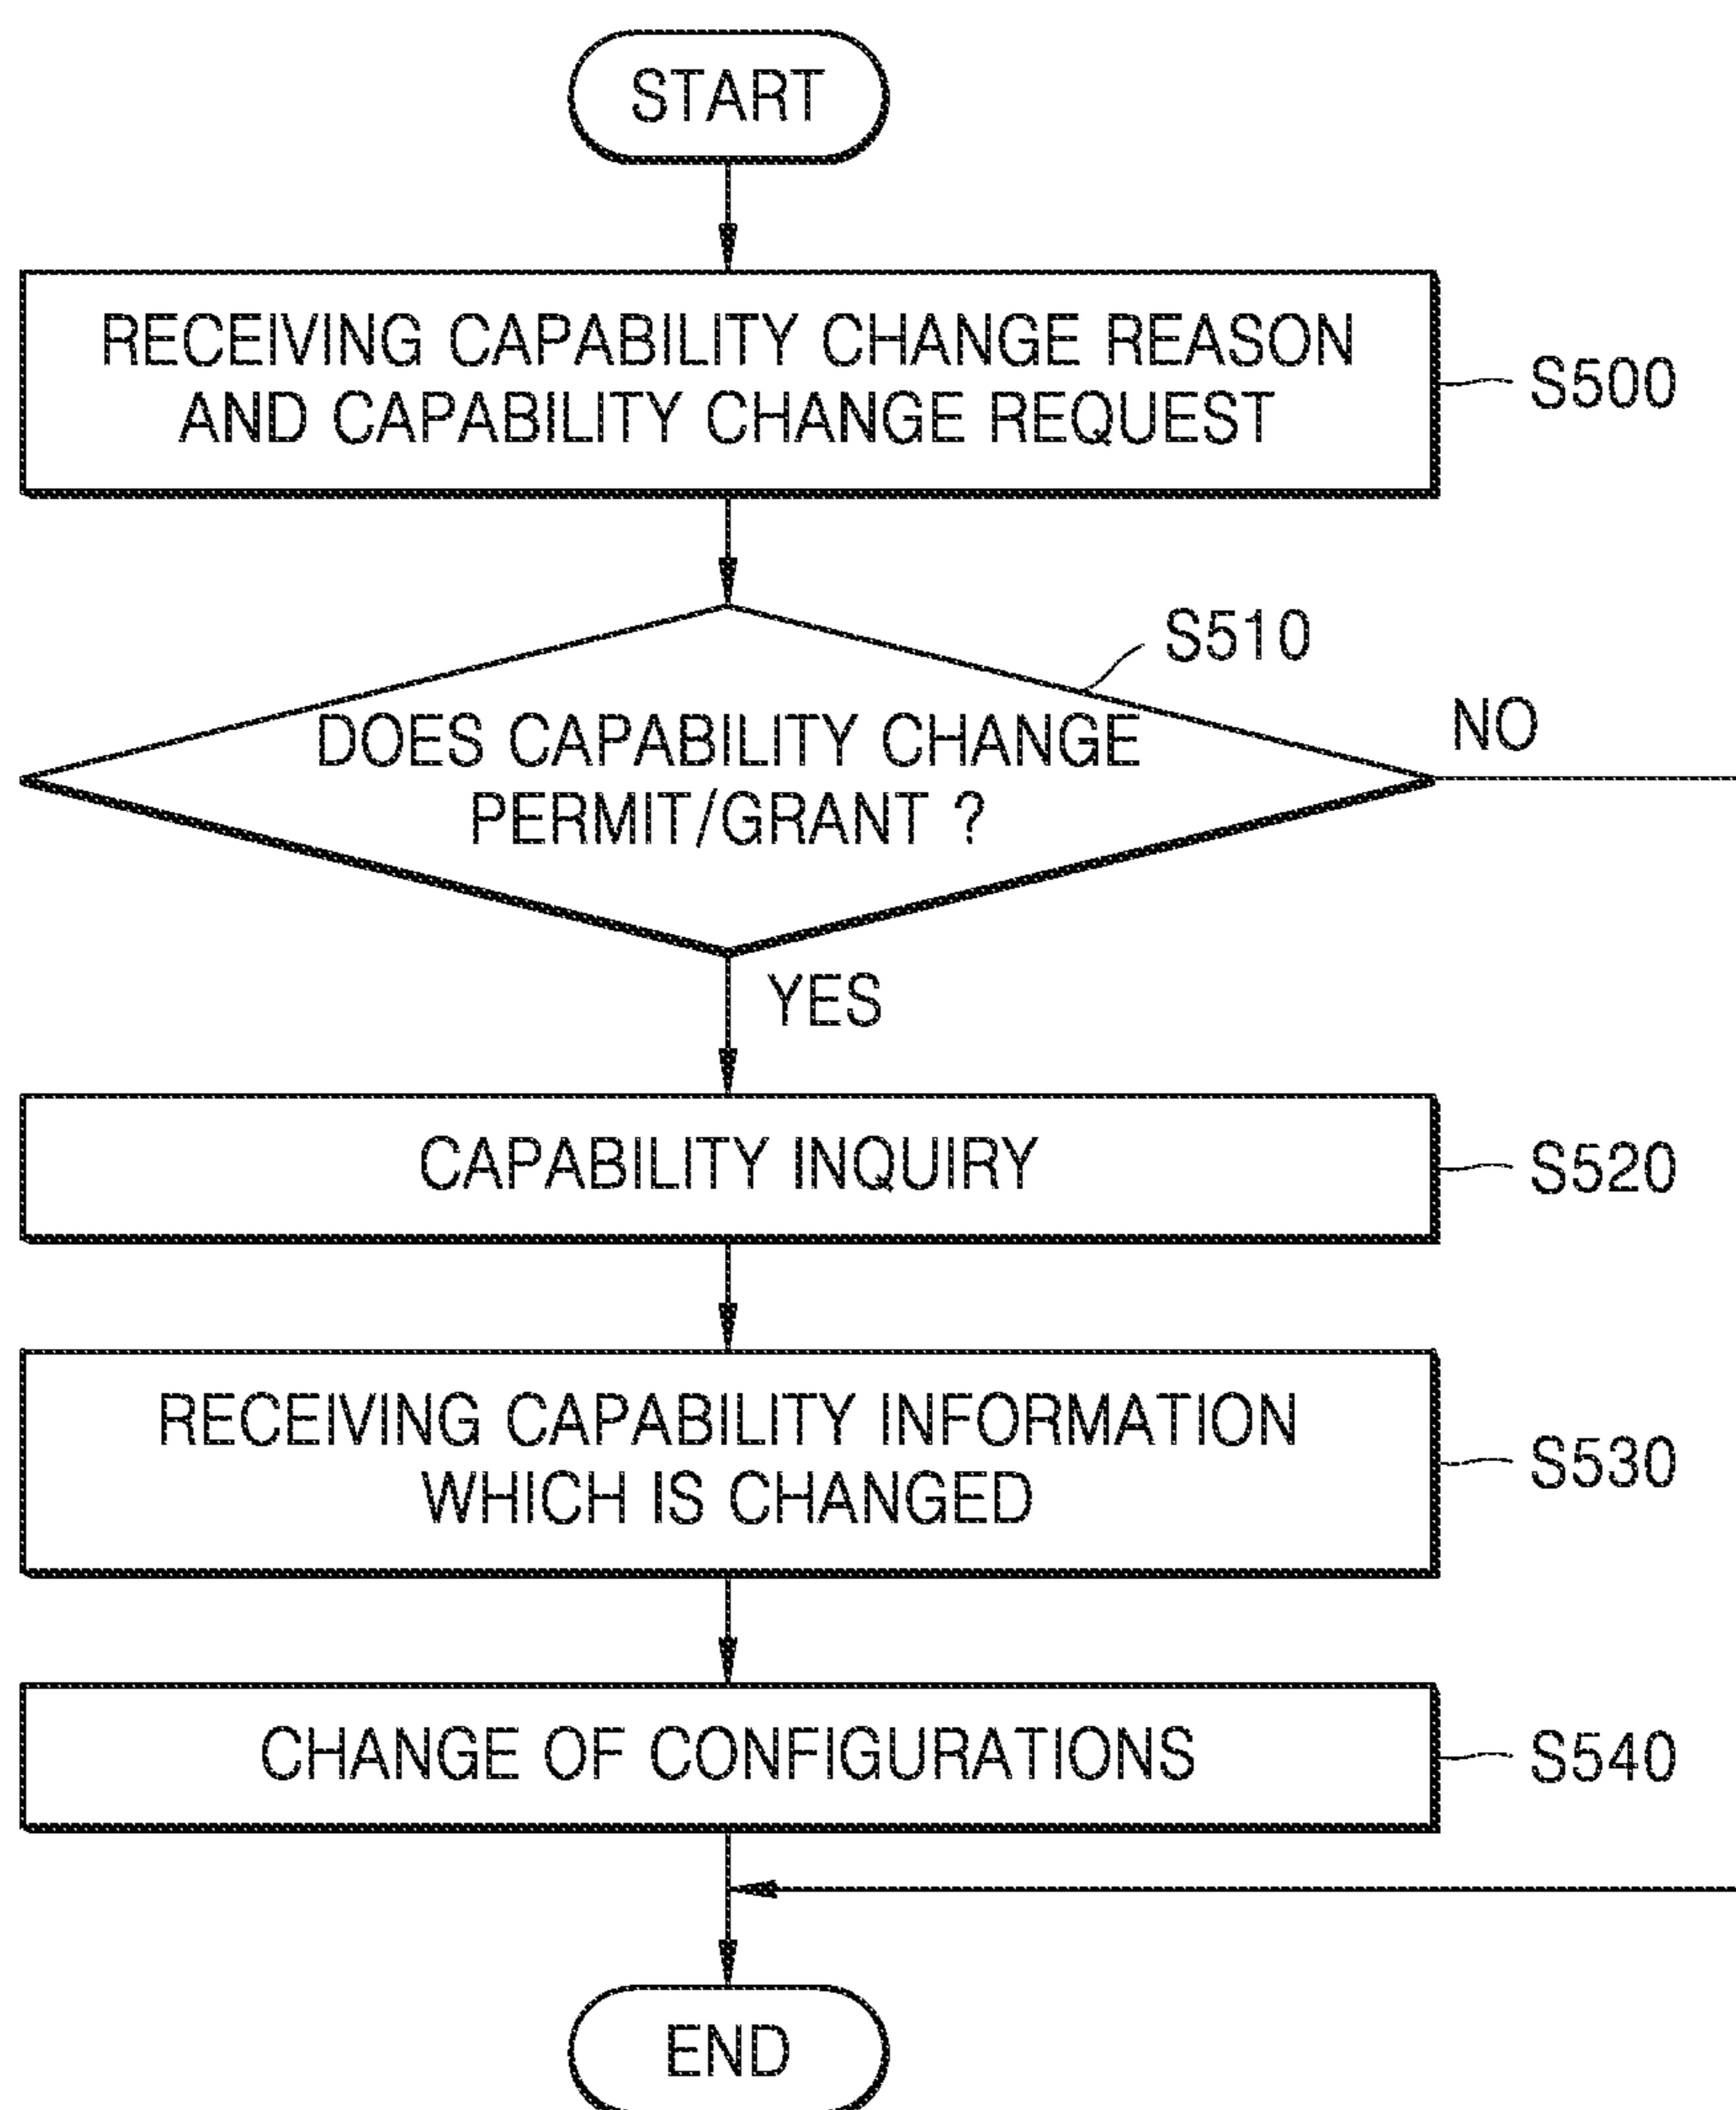 START
RECEIVING CAPABILITY CHANGE REASON
AND CAPABILITY CHANGE REQUEST
S500
S510
DOES CAPABILITY CHANGE
PERMIT/GRANT ?
NO
YES
CAPABILITY INQUIRY
S520
RECEIVING CAPABILITY INFORMATION
WHICH IS CHANGED
S530
CHANGE OF CONFIGURATIONS
S540
END